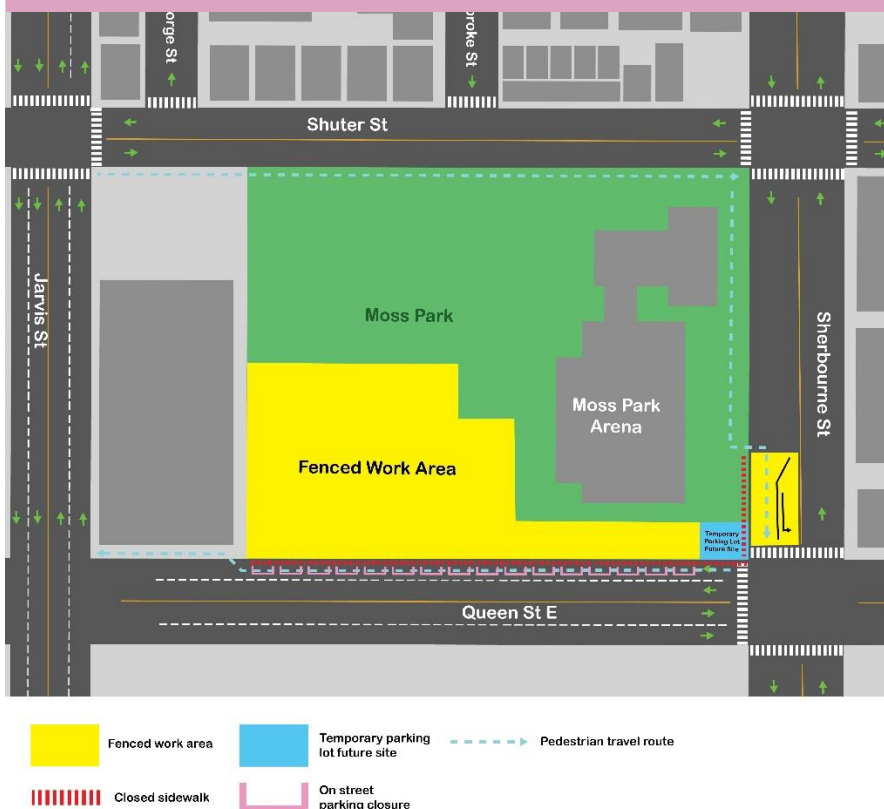 orge St
broke St
Shuter St
Jarvis St
Moss Park
Sherbourne St
Moss Park
Arena
Fenced Work Area
Temporary
Parking Lot
Future Site
Queen St E
Fenced work area
Temporary parking
lot future site
Pedestrian travel route
Closed sidewalk
On street
parking closure